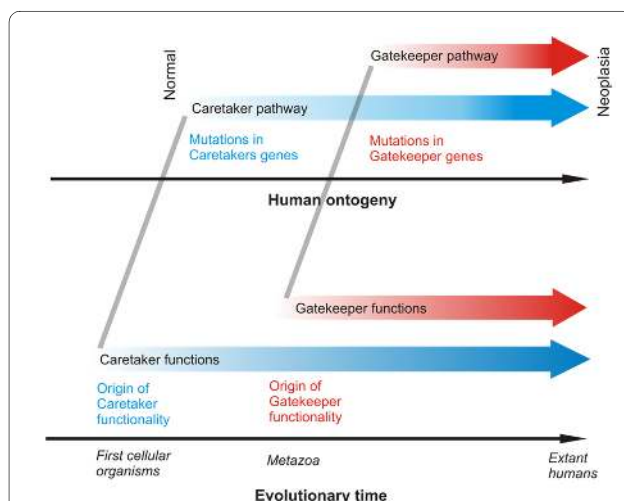 Gatekeeper pathway
Normal
Neoplasia
Caretaker pathway
Mutations in
Caretakers genes
Mutations in
Gatekeeper genes
Human ontogeny
Gatekeeper functions
Caretaker functions
Origin of
Caretaker
functionality
Origin of
Gatekeeper
functionality
First cellular
organisms
Metazoa
Extant
humans
Evolutionary time